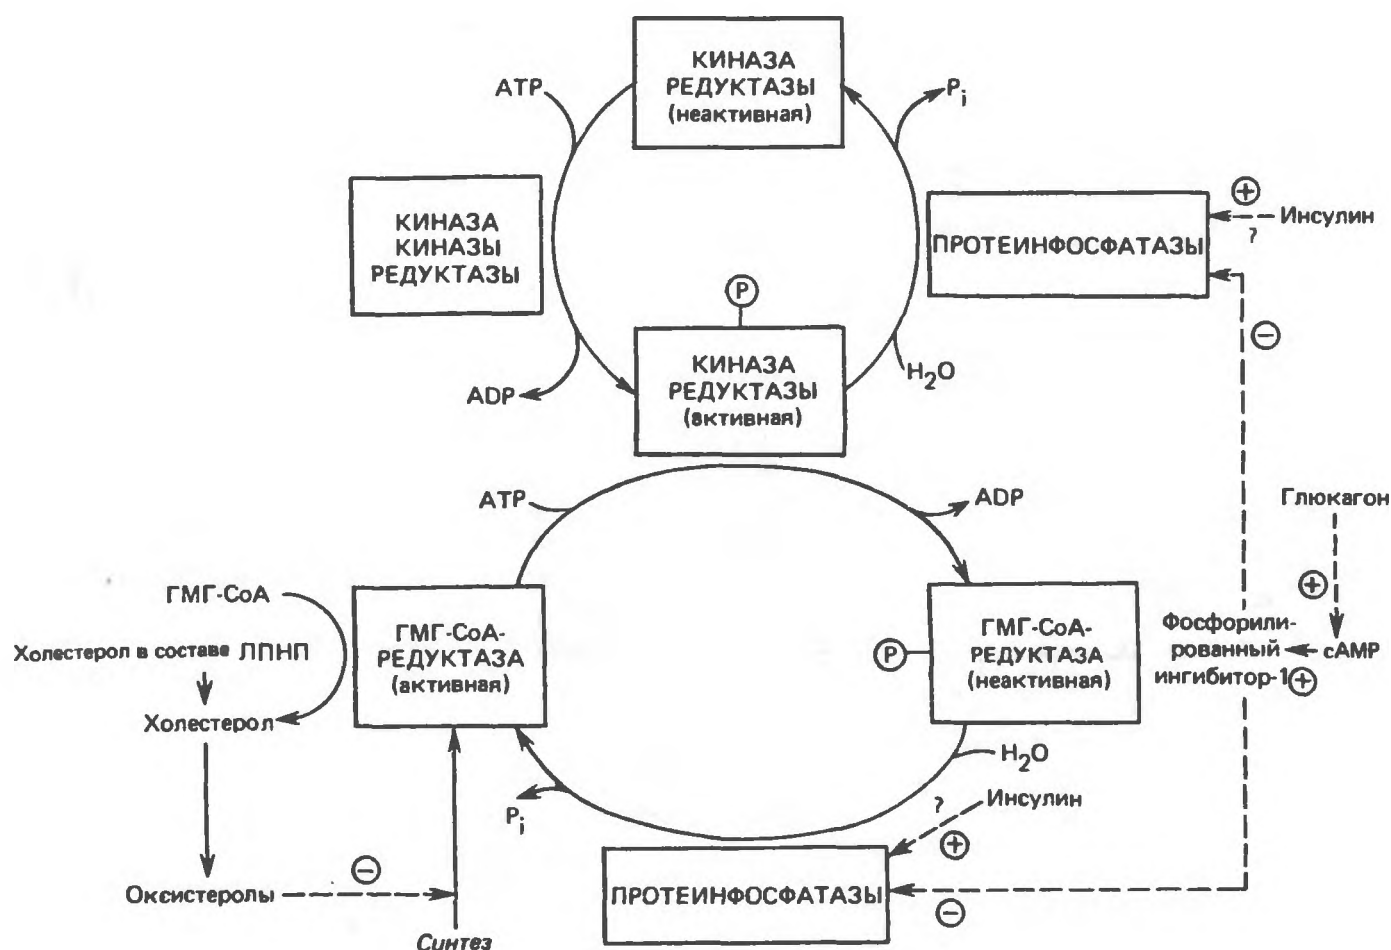 КИНАЗА
РЕДУКТАЗЫ
(неактивная)
ATP
P i
КИНАЗА
КИНАЗЫ
РЕДУКТАЗЫ
ПРОТЕИНФОСФАТАЗЫ
+
?
Инсулин
−
P
КИНАЗА
РЕДУКТАЗЫ
(активная)
ADP
H2O
ATP
ADP
Глюкагон
+
ГМГ-СоА
Холестерол в составе ЛПНП
Холестерол
ГМГ-СоА-
РЕДУКТАЗА
(активная)
P
ГМГ-СоА-
РЕДУКТАЗА
(неактивная)
Фосфорили-
рованный
ингибитор-1
+
cAMP
H2O
P i
?
Инсулин
+
ПРОТЕИНФОСФАТАЗЫ
−
Оксистеролы
−
Синтез